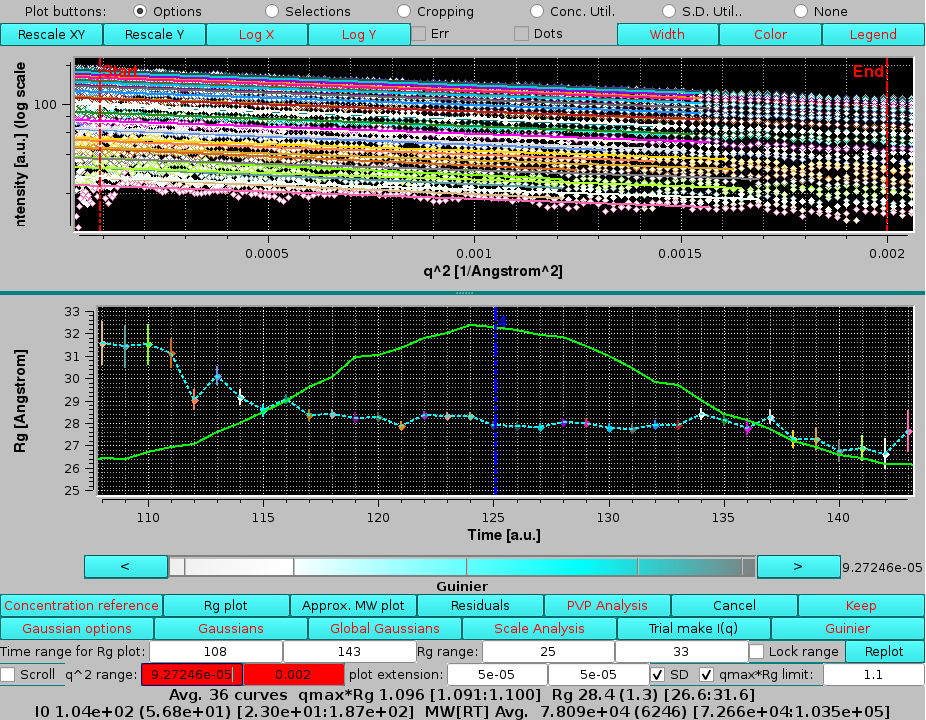 Plot buttons: Options Selections Cropping Conc. Util. S.D. Util.. None
Rescale XY Rescale Y Log X Log Y Err Dots Width Color Legend
Start End
100
ntensity [a.u.] (log scale
0.0005 0.001 0.0015 0.002
q^2 [1/Angstrom^2]
33
32
31
30
29
28
27
26
25
Rg [Angstrom]
110 115 120 125 130 135 140
Time [a.u.]
< > 9.27246e-05
Guinier
Concentration reference Rg plot Approx. MW plot Residuals PVP Analysis Cancel Keep
Gaussian options Gaussians Global Gaussians Scale Analysis Trial make I(q) Guinier
Time range for Rg plot: 108 143 Rg range: 25 33 Lock range Replot
Scroll q^2 range: 9.27246e-05 0.002 plot extension: 5e-05 5e-05 SD qmax*Rg limit: 1.1
Avg. 36 curves qmax*Rg 1.096 [1.091:1.100] Rg 28.4 (1.3) [26.6:31.6]
I0 1.04e+02 (5.68e+01) [2.30e+01:1.87e+02] MW[RT] Avg. 7.809e+04 (6246) [7.266e+04:1.035e+05]